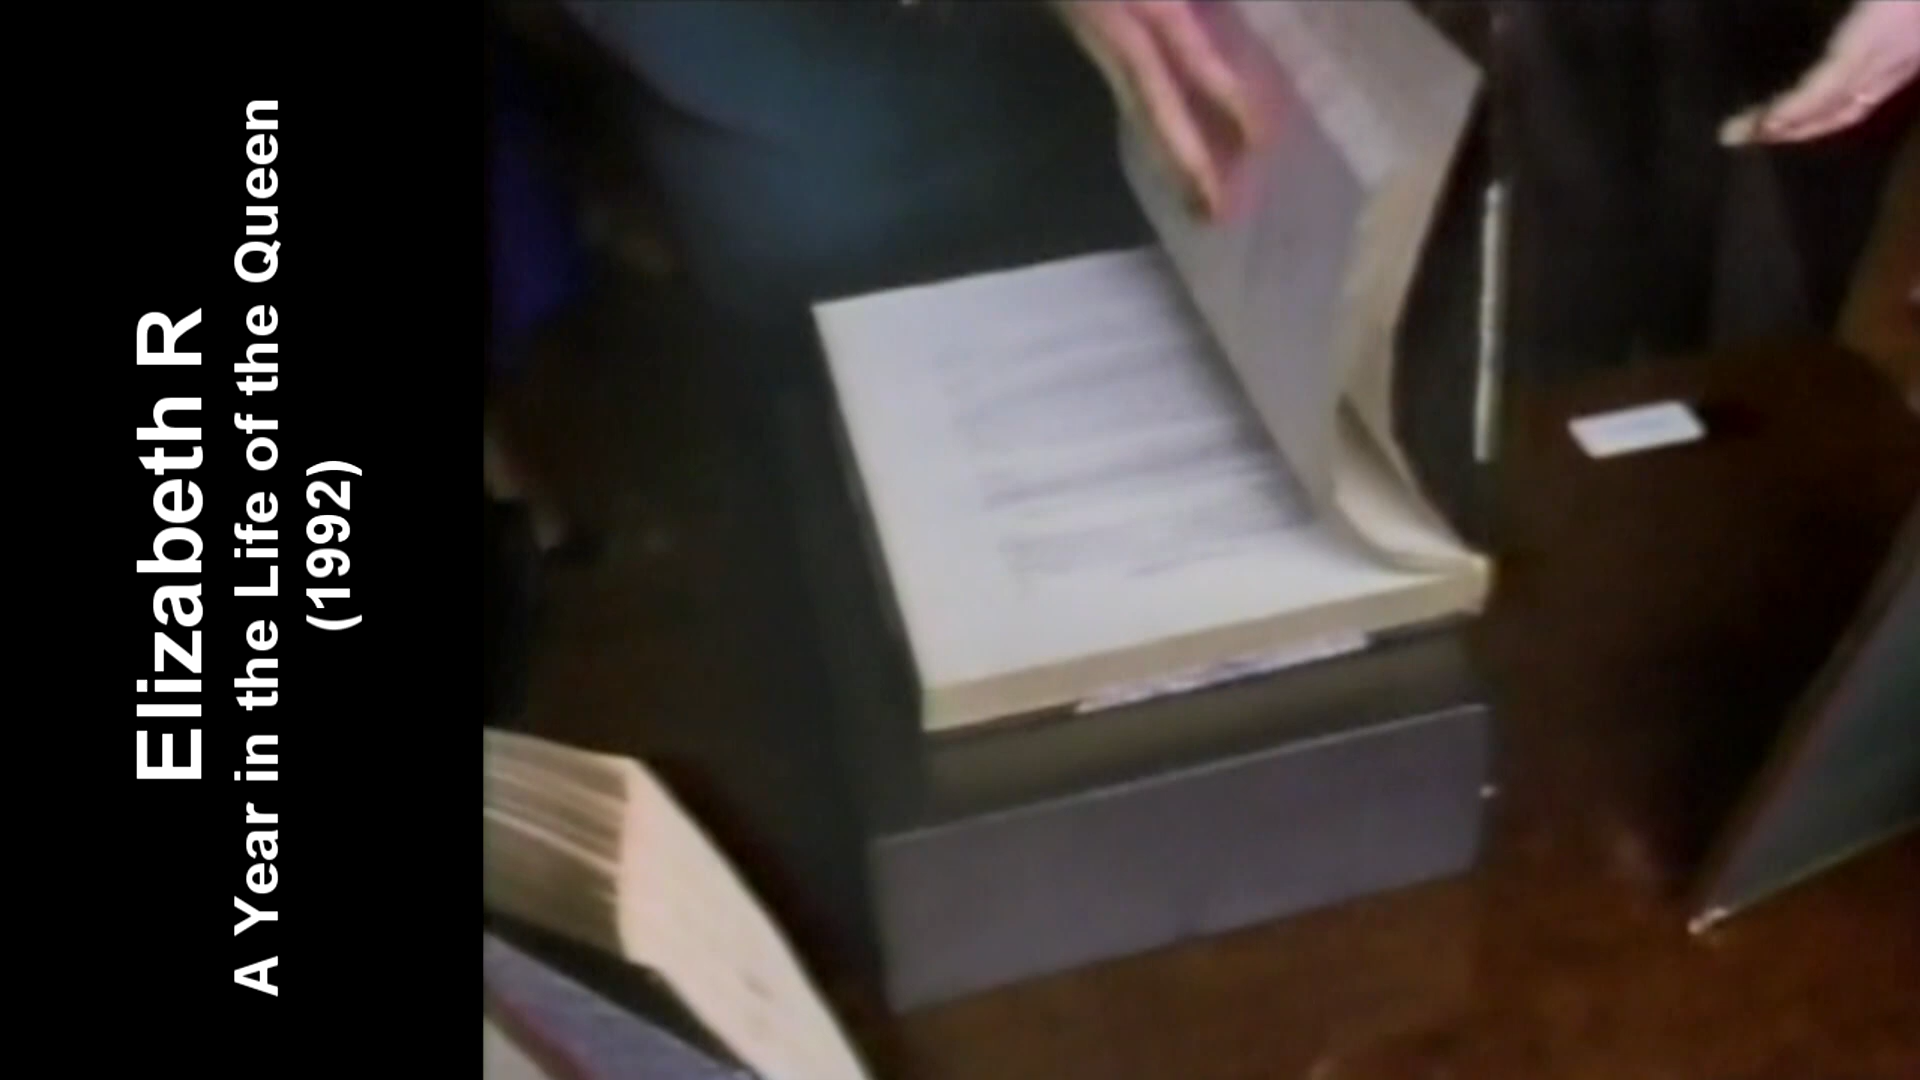 Elizabeth R
A Year in the Life of the Queen
(1992)